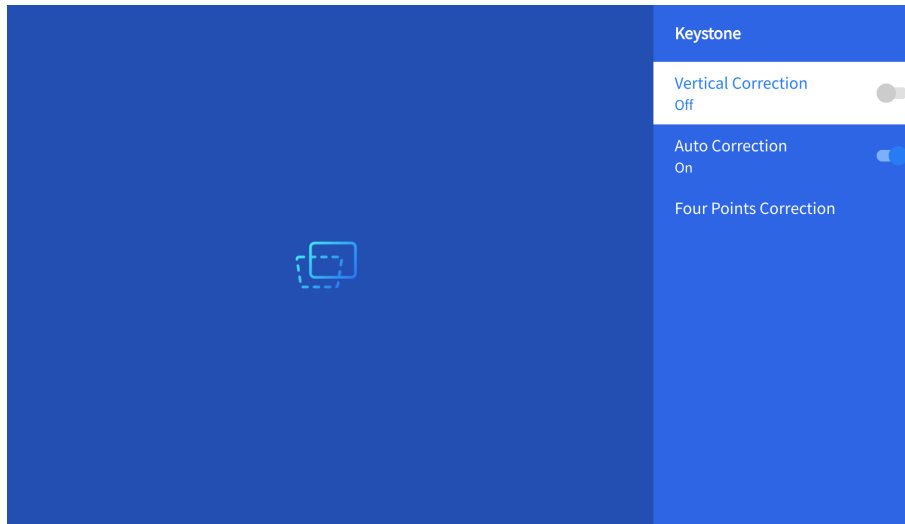 Keystone
Vertical Correction
Off
Auto Correction
On
Four Points Correction